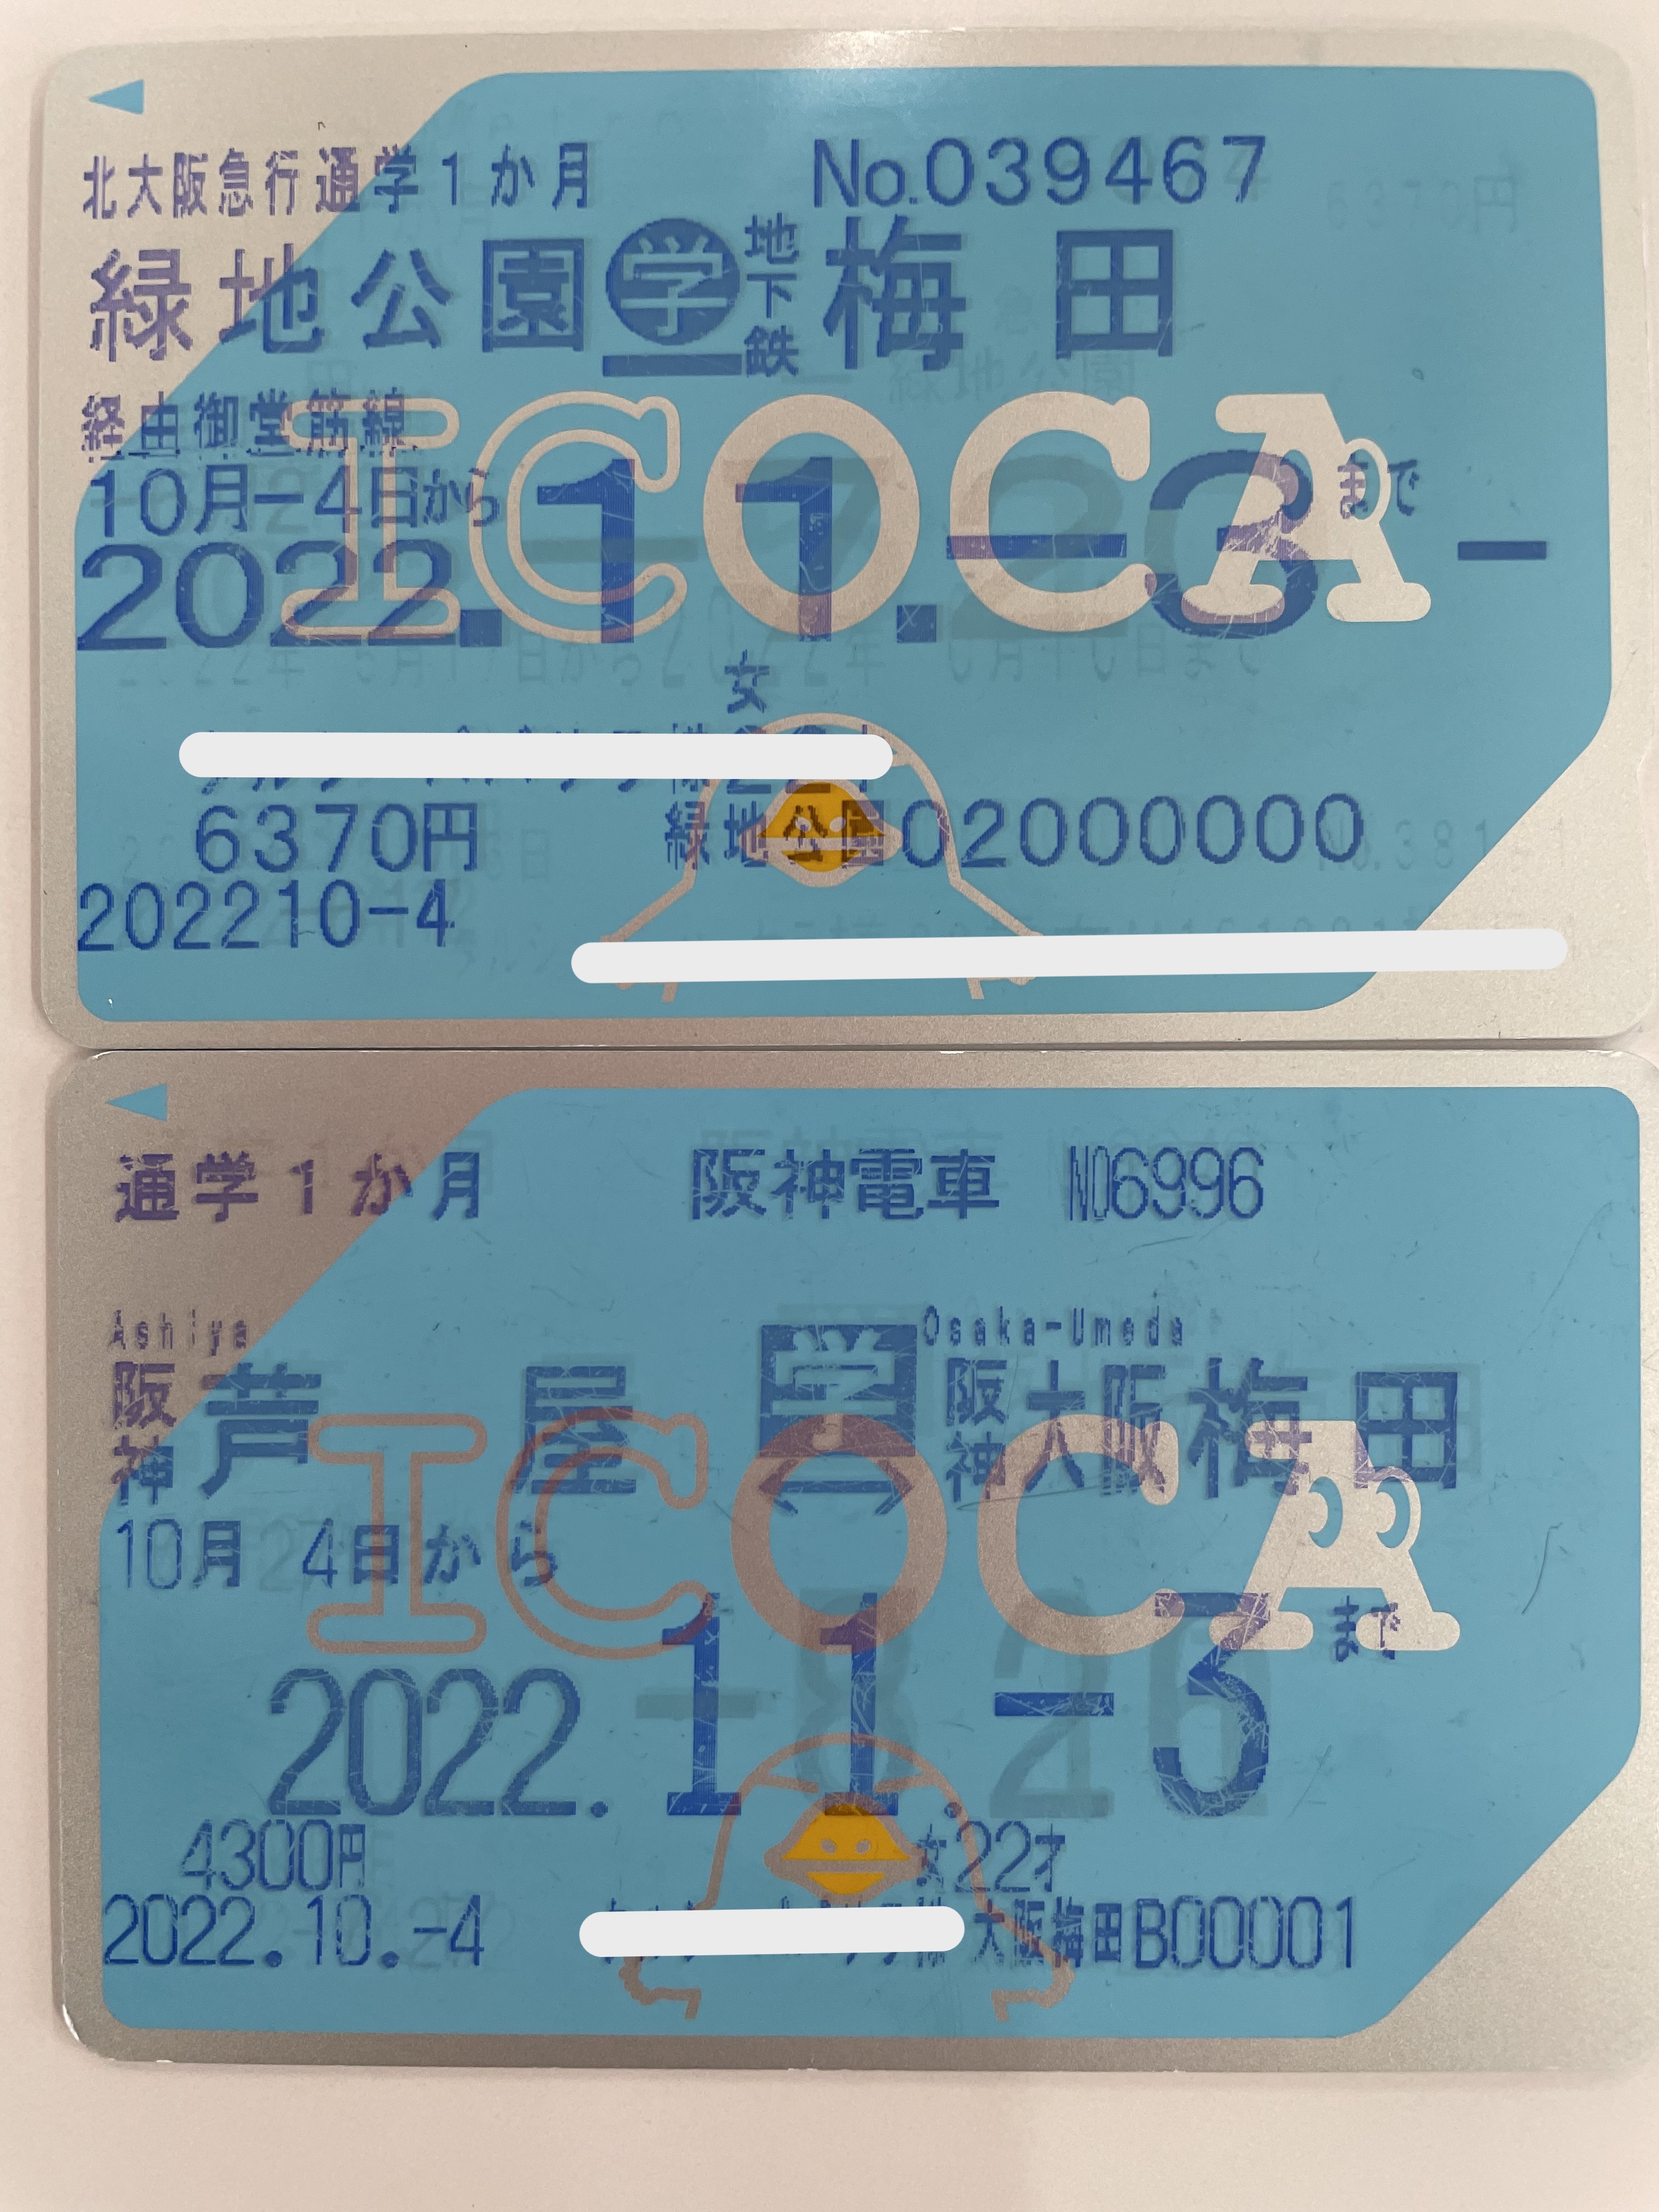 北大阪急行通学1か月 No.039467
緑地公園 学 地下鉄 梅田
経由御堂筋線
ICOCA
10月-4日から
2022.11.-3まで-
女
6370円 緑地公園02000000
202210-4
通学1か月 阪神電車 NO6996
Ashiya Osaka-Umeda
阪神 芦屋 学 阪神 大阪梅田
ICOCA
10月 4日から
2022.11.-3まで
4300円 女22才
2022.10.-4 大阪梅田B00001